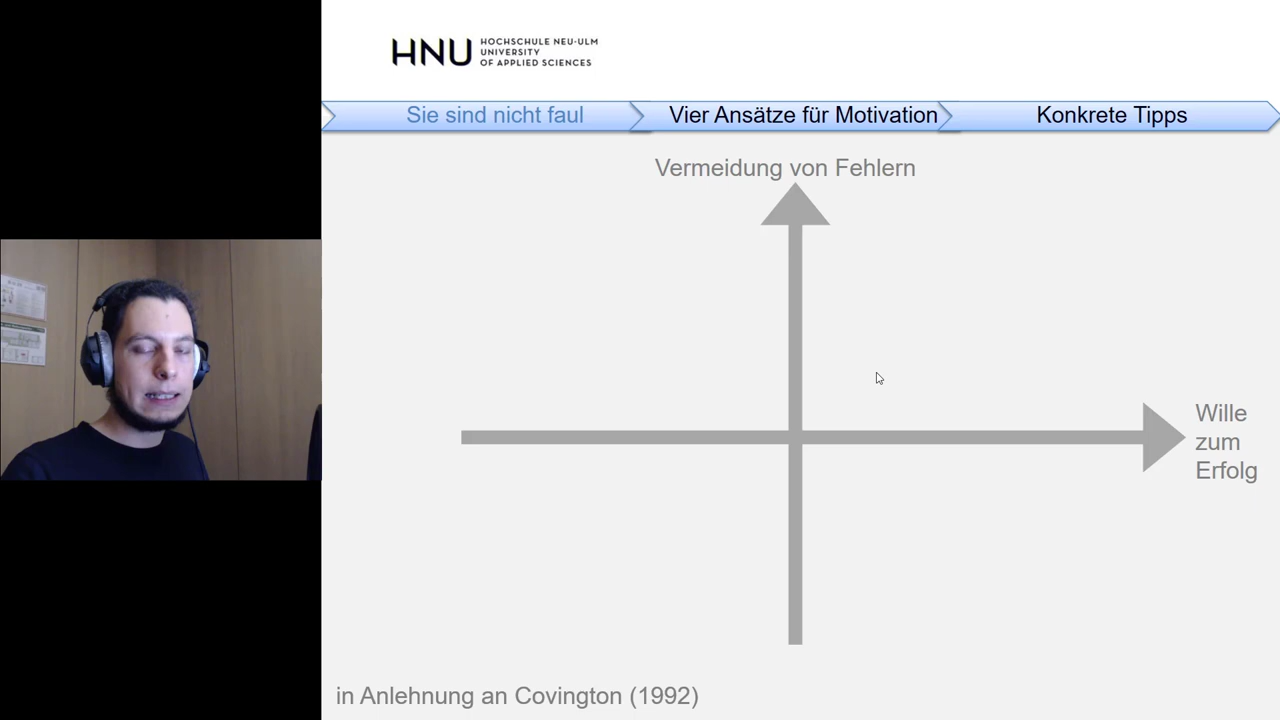 HNU HOCHSCHULE NEU-ULM
UNIVERSITY
OF APPLIED SCIENCES
Sie sind nicht faul
Vier Ansätze für Motivation
Konkrete Tipps
Vermeidung von Fehlern
Wille
zum
Erfolg
in Anlehnung an Covington (1992)